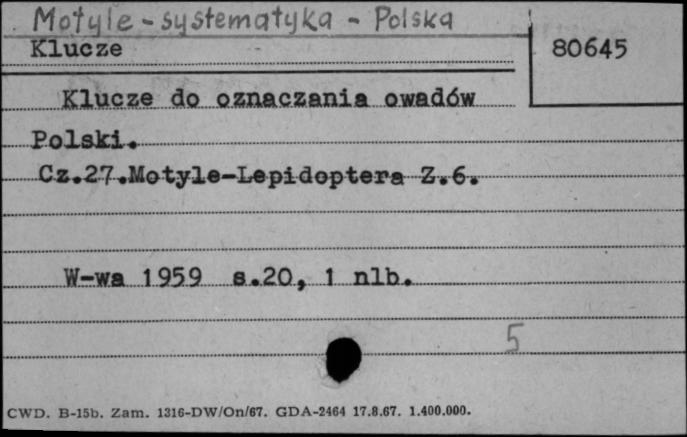 Motyle - systematyka - Polska
Klucze
80645
Klucze do oznaczania owadów
Polski.
Cz.27.Motyle-Lepidoptera Z.6.
W-wa 1959 s.20, 1 nlb.
5
CWD. B-15b. Zam. 1316-DW/On/67. GDA-2464 17.8.67. 1.400.000.